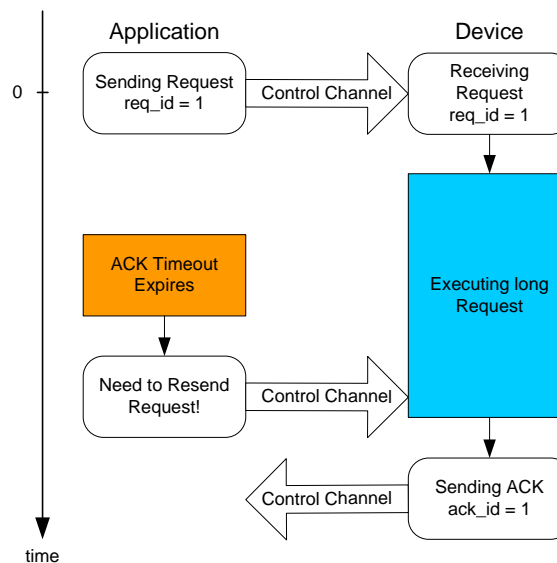 Application
Device
0
Sending Request
req_id = 1
Control Channel
Receiving
Request
req_id = 1
ACK Timeout
Expires
Executing long
Request
Need to Resend
Request!
Control Channel
Control Channel
Sending ACK
ack_id = 1
time